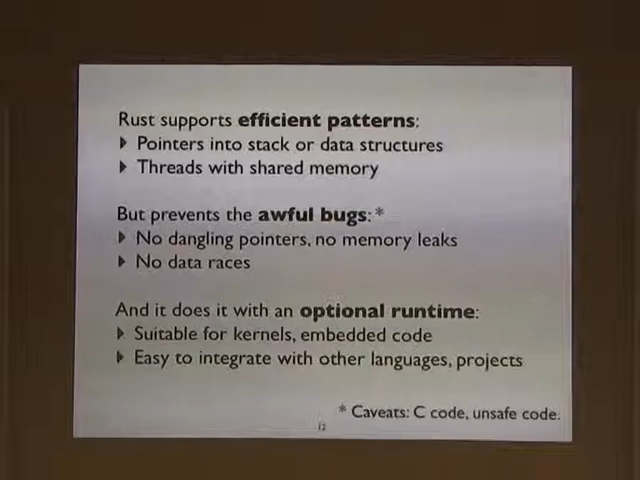 Rust supports efficient patterns:
Pointers into stack or data structures
Threads with shared memory
But prevents the awful bugs:*
No dangling pointers, no memory leaks
No data races
And it does it with an optional runtime:
Suitable for kernels, embedded code
Easy to integrate with other languages, projects
* Caveats: C code, unsafe code.
12